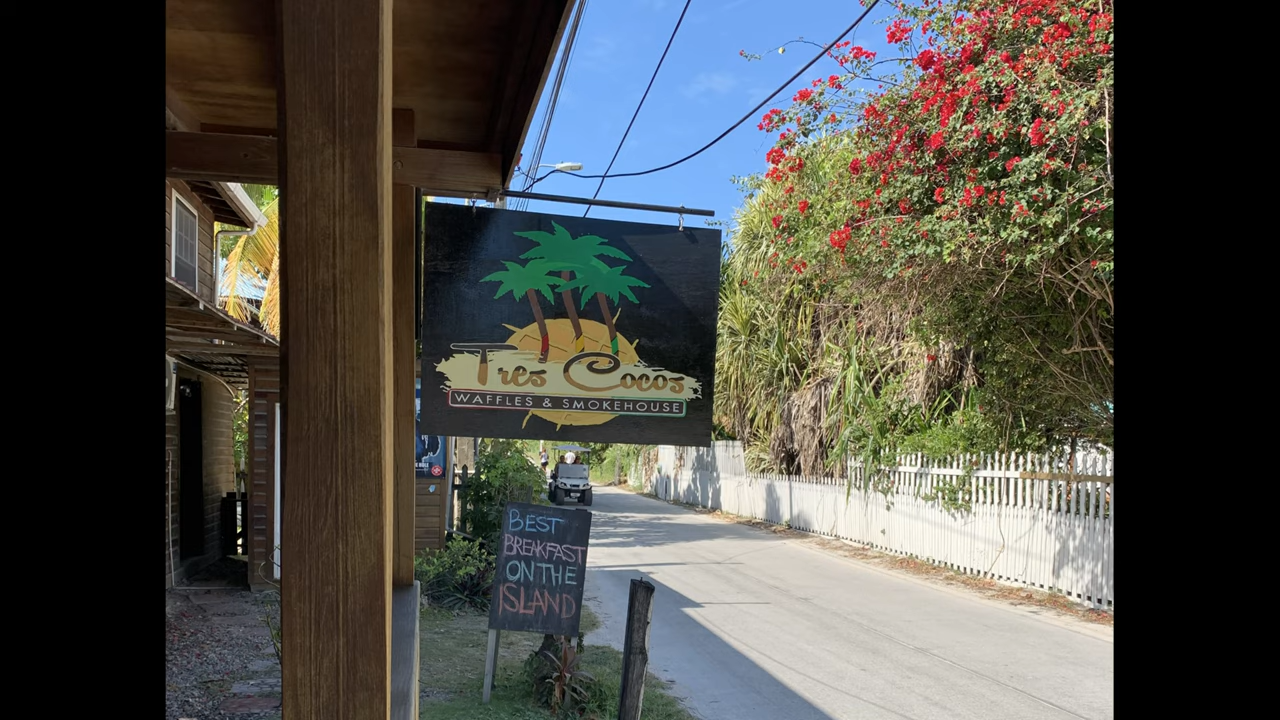 Tres Cocos
WAFFLES & SMOKEHOUSE
BEST
BREAKFAST
ON THE
ISLAND